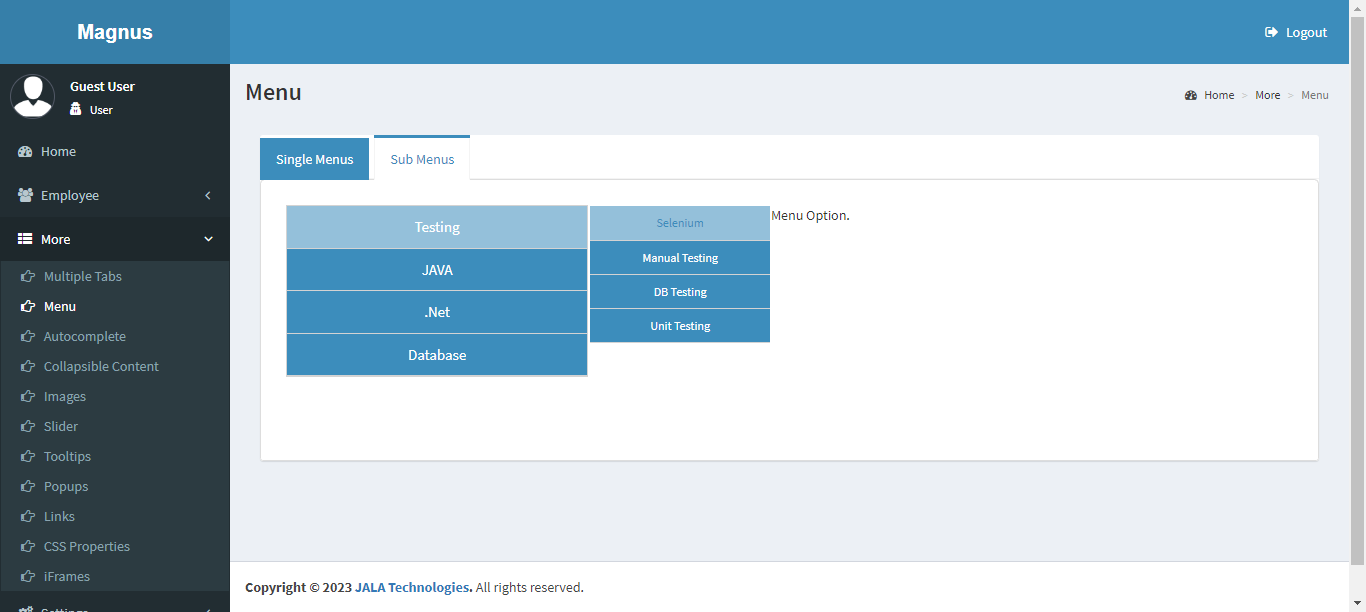 Magnus
Logout
Guest User
User
Home
Employee
More
Multiple Tabs
Menu
Autocomplete
Collapsible Content
Images
Slider
Tooltips
Popups
Links
CSS Properties
iFrames
Settings
Menu
Home > More > Menu
Single Menus
Sub Menus
Testing
JAVA
.Net
Database
Selenium
Manual Testing
DB Testing
Unit Testing
Menu Option.
Copyright © 2023 JALA Technologies. All rights reserved.